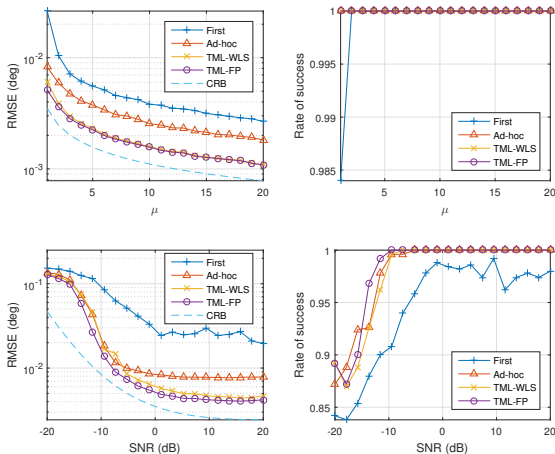 First
Ad-hoc
TML-WLS
TML-FP
CRB
RMSE (deg)
10^-2
10^-3
5 10 15 20
μ
Rate of success
1
0.995
0.99
0.985
First
Ad-hoc
TML-WLS
TML-FP
5 10 15 20
μ
First
Ad-hoc
TML-WLS
TML-FP
CRB
RMSE (deg)
10^-1
10^-2
-20 -10 0 10 20
SNR (dB)
Rate of success
1
0.95
0.9
0.85
First
Ad-hoc
TML-WLS
TML-FP
-20 -10 0 10 20
SNR (dB)